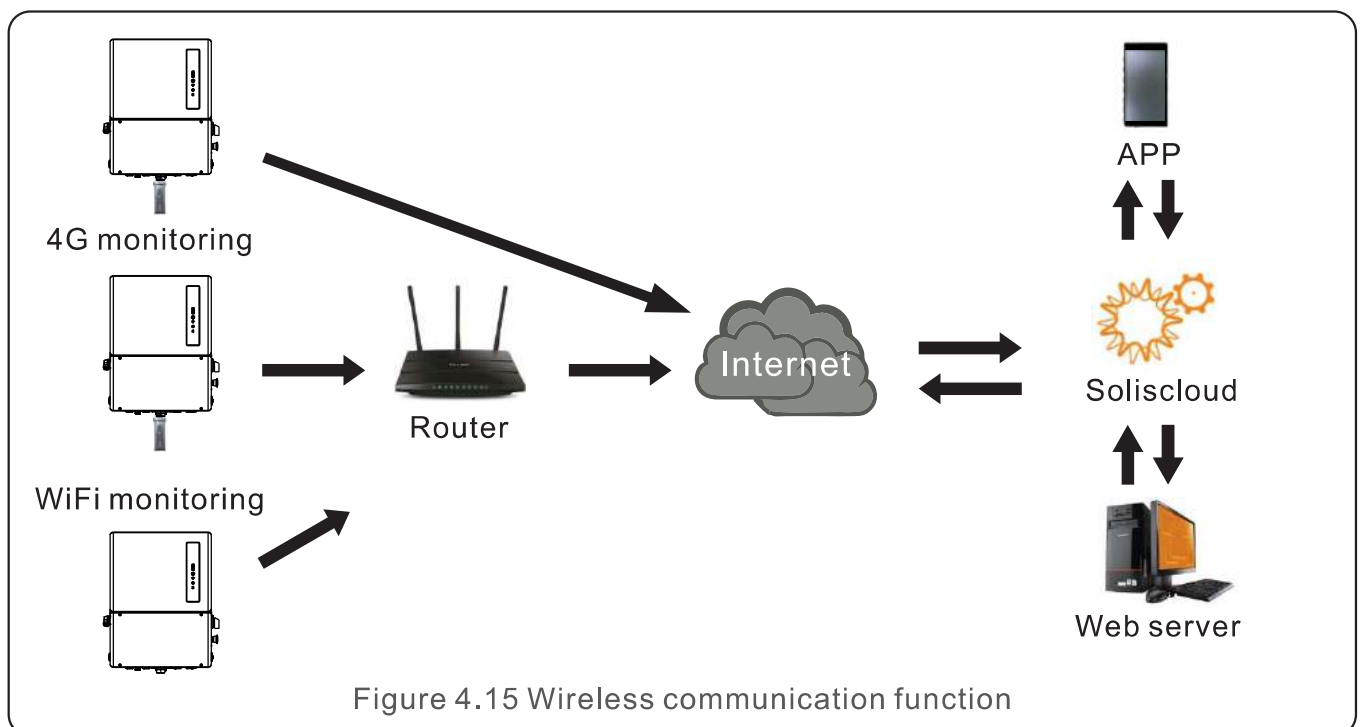 APP
4G monitoring
Internet
Soliscloud
Router
WiFi monitoring
Web server
Figure 4.15 Wireless communication function